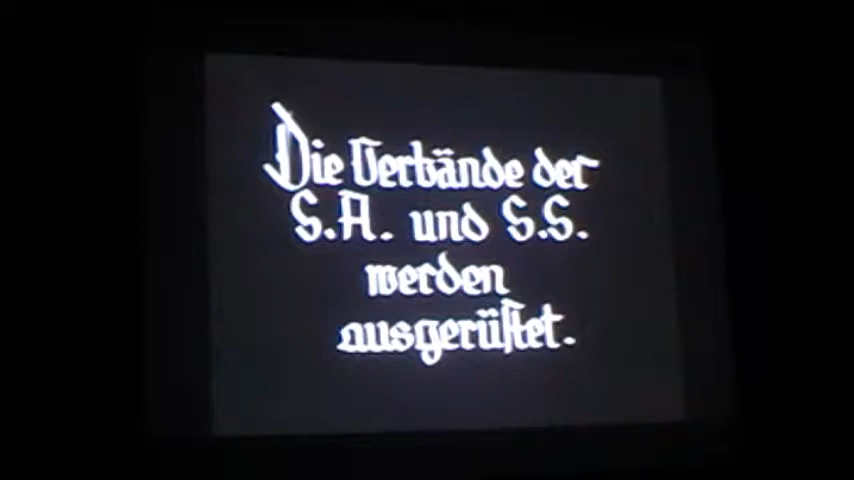 Die Verbände der
S.A. und S.S.
werden
ausgerüstet.